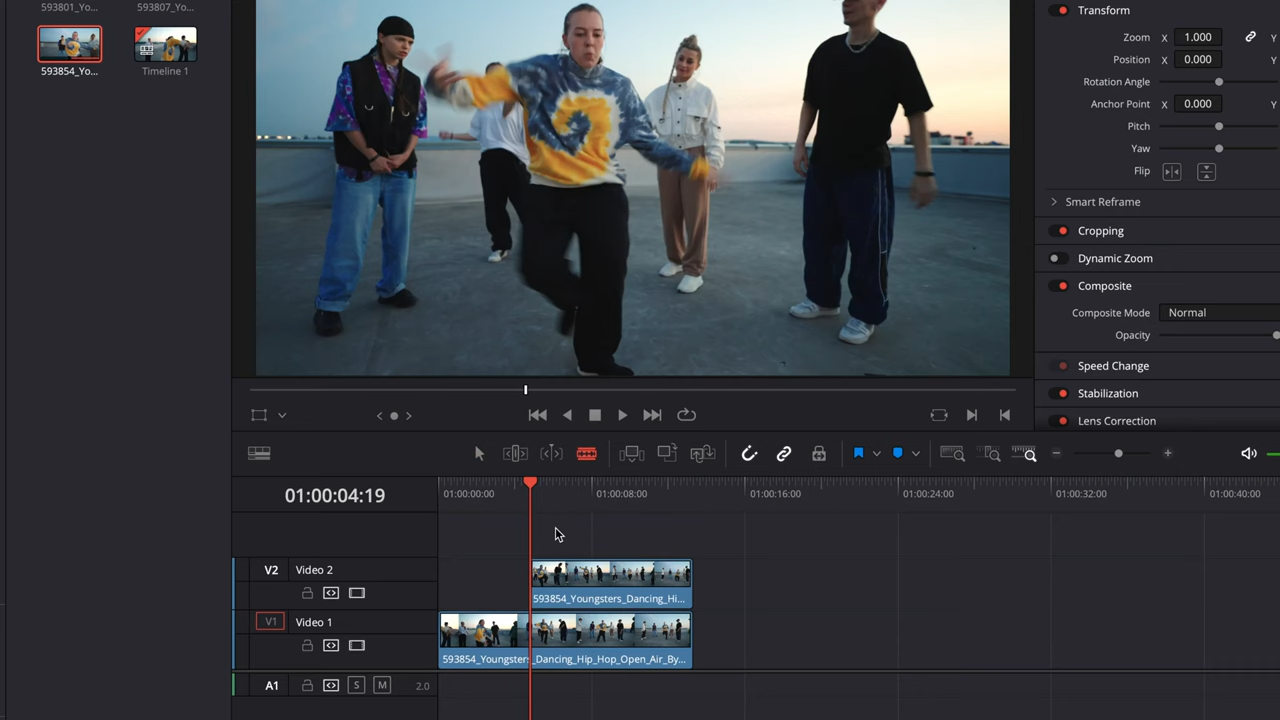 593801_Yo... 593807_Yo...
593854_Yo... Timeline 1
Transform
Zoom X 1.000 Y
Position X 0.000 Y
Rotation Angle
Anchor Point X 0.000 Y
Pitch
Yaw
Flip
Smart Reframe
Cropping
Dynamic Zoom
Composite
Composite Mode Normal
Opacity
Speed Change
Stabilization
Lens Correction
01:00:04:19
01:00:00:00 01:00:08:00 01:00:16:00 01:00:24:00 01:00:32:00 01:00:40:00
V2 Video 2
593854_Youngsters_Dancing_Hi...
V1 Video 1
593854_Youngsters_Dancing_Hip_Hop_Open_Air_By...
A1 S M 2.0